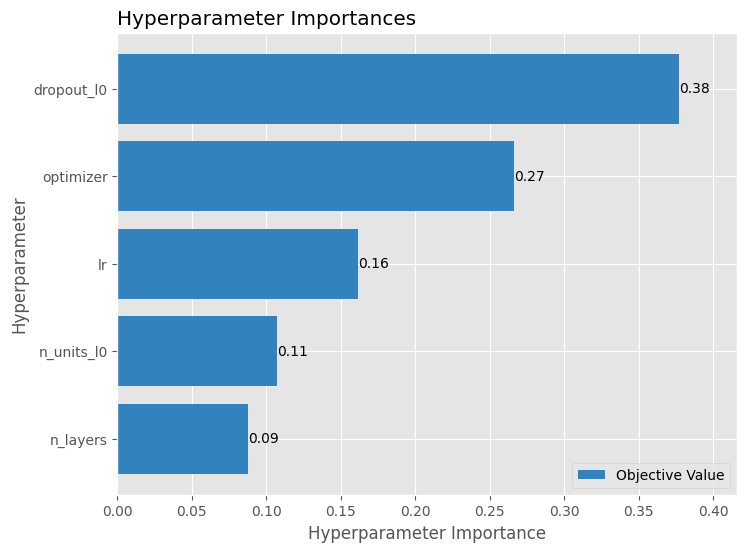 Hyperparameter Importances
Hyperparameter
dropout_l0
0.38
optimizer
0.27
lr
0.16
n_units_l0
0.11
n_layers
0.09
Objective Value
0.00 0.05 0.10 0.15 0.20 0.25 0.30 0.35 0.40
Hyperparameter Importance